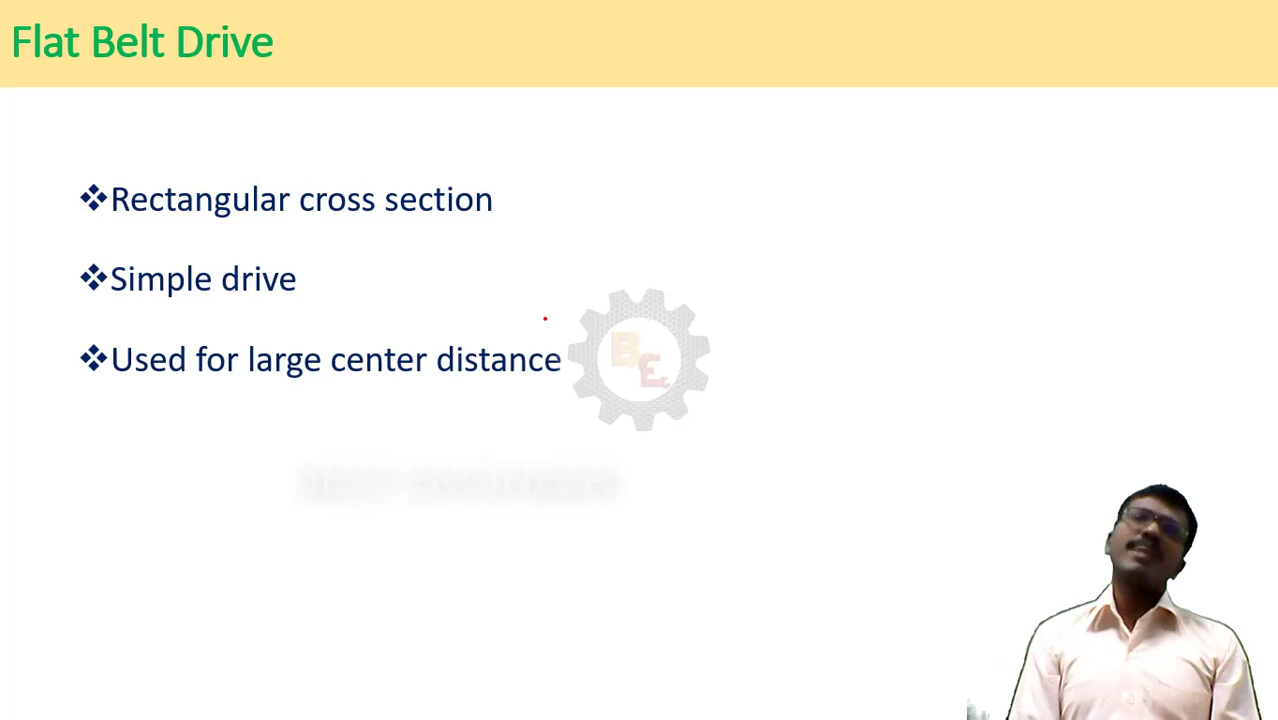 Flat Belt Drive
❖Rectangular cross section
❖Simple drive
❖Used for large center distance
B
E